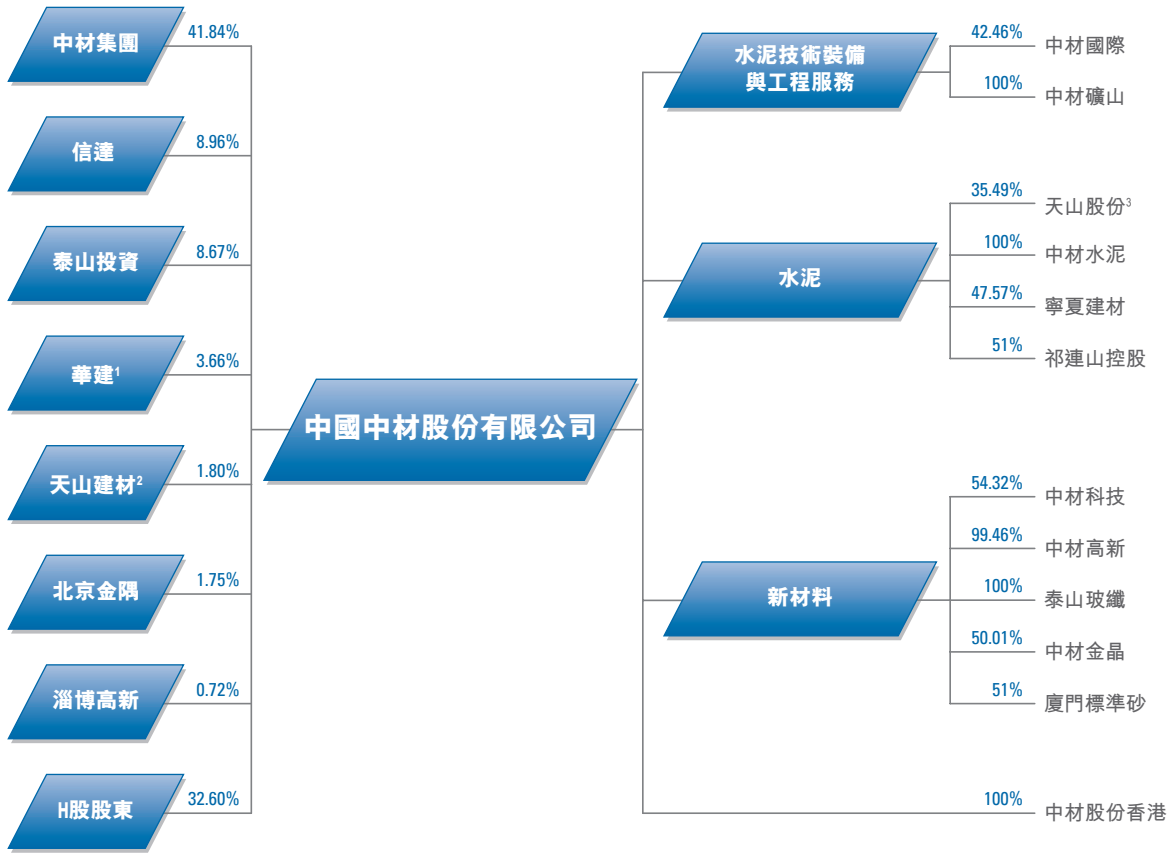 中材集團
41.84%
信達
8.96%
泰山投資
8.67%
華建1
3.66%
天山建材2
1.80%
北京金隅
1.75%
淄博高新
0.72%
H股股東
32.60%
中國中材股份有限公司
水泥技術裝備
與工程服務
42.46%
中材國際
100%
中材礦山
水泥
35.49%
天山股份3
100%
中材水泥
47.57%
寧夏建材
51%
祁連山控股
新材料
54.32%
中材科技
99.46%
中材高新
100%
泰山玻纖
50.01%
中材金晶
51%
廈門標準砂
100%
中材股份香港